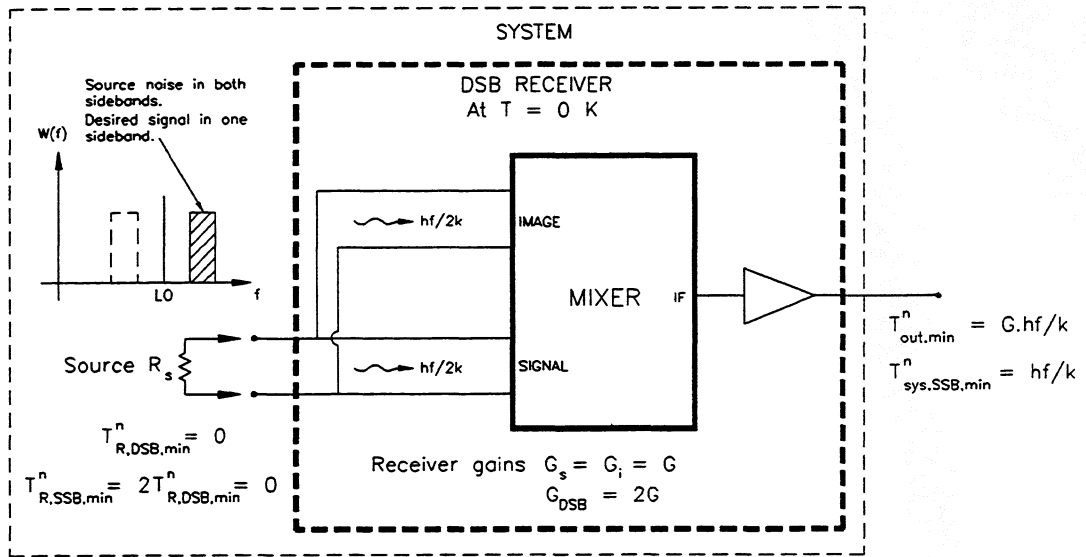 SYSTEM
Source noise in both
sidebands.
Desired signal in one
sideband.
W(f)
LO
f
DSB RECEIVER
At T = 0 K
hf/2k
IMAGE
MIXER
IF
hf/2k
SIGNAL
Source R_s
T^n_out,min = G.hf/k
T^n_sys,SSB,min = hf/k
T^n_R,DSB,min = 0
T^n_R,SSB,min = 2T^n_R,DSB,min = 0
Receiver gains G_s = G_i = G
G_DSB = 2G